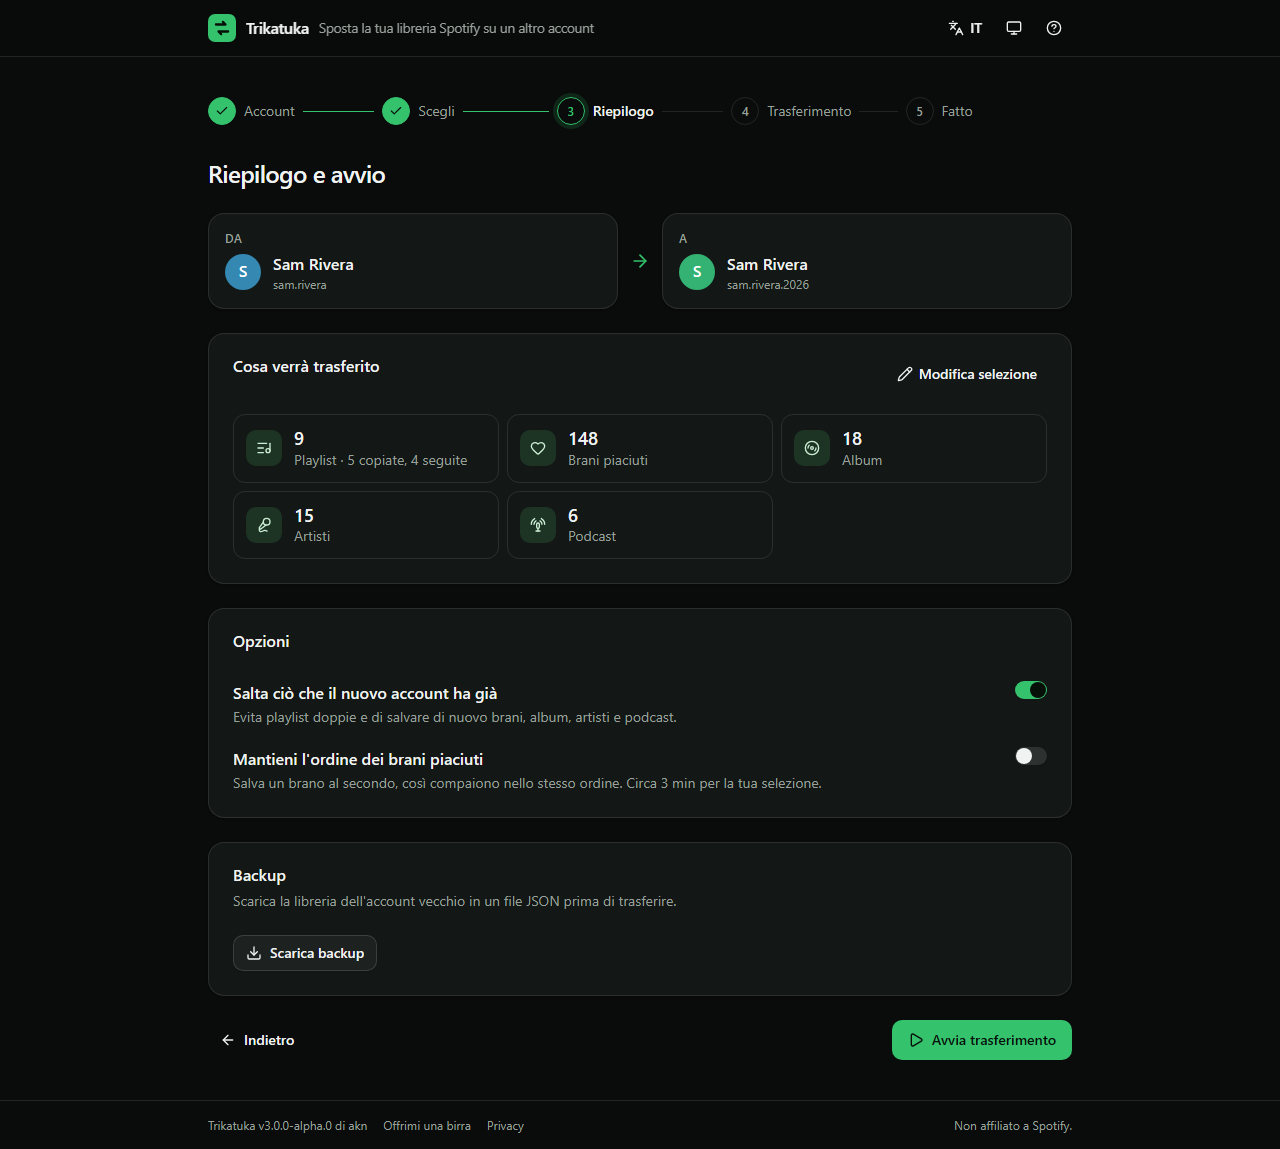 Trikatuka Sposta la tua libreria Spotify su un altro account
IT
Account
Scegli
3 Riepilogo
4 Trasferimento
5 Fatto
Riepilogo e avvio
DA
S
Sam Rivera
sam.rivera
A
S
Sam Rivera
sam.rivera.2026
Cosa verrà trasferito
Modifica selezione
9
Playlist · 5 copiate, 4 seguite
148
Brani piaciuti
18
Album
15
Artisti
6
Podcast
Opzioni
Salta ciò che il nuovo account ha già
Evita playlist doppie e di salvare di nuovo brani, album, artisti e podcast.
Mantieni l'ordine dei brani piaciuti
Salva un brano al secondo, così compaiono nello stesso ordine. Circa 3 min per la tua selezione.
Backup
Scarica la libreria dell'account vecchio in un file JSON prima di trasferire.
Scarica backup
Indietro
Avvia trasferimento
Trikatuka v3.0.0-alpha.0 di akn
Offrimi una birra
Privacy
Non affiliato a Spotify.